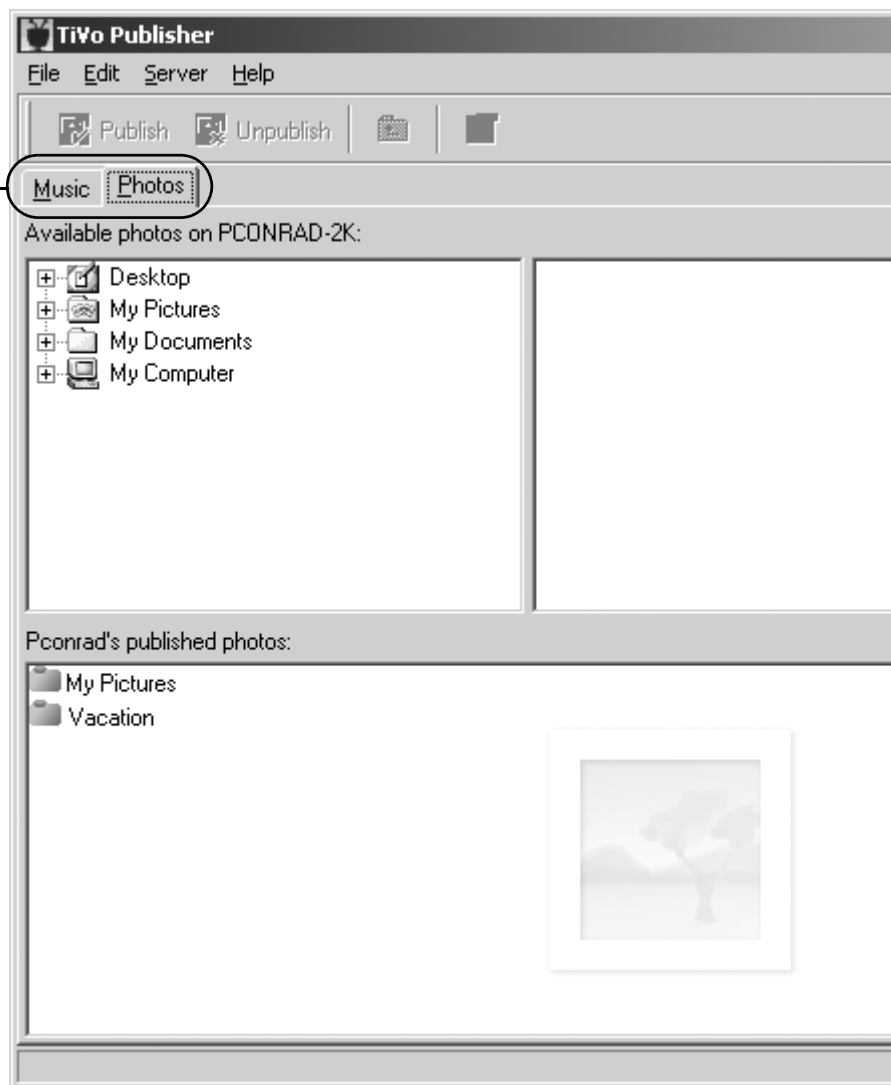 TiVo Publisher
File Edit Server Help
Publish Unpublish
Music Photos
Available photos on PCONRAD-2K:
Desktop
My Pictures
My Documents
My Computer
Pconrad's published photos:
My Pictures
Vacation